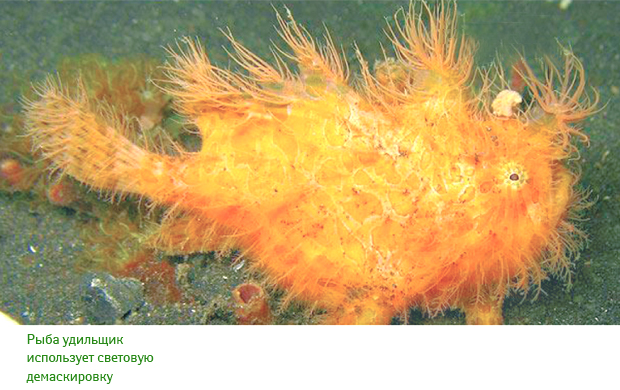 Рыба удильщик
использует световую
демаскировку